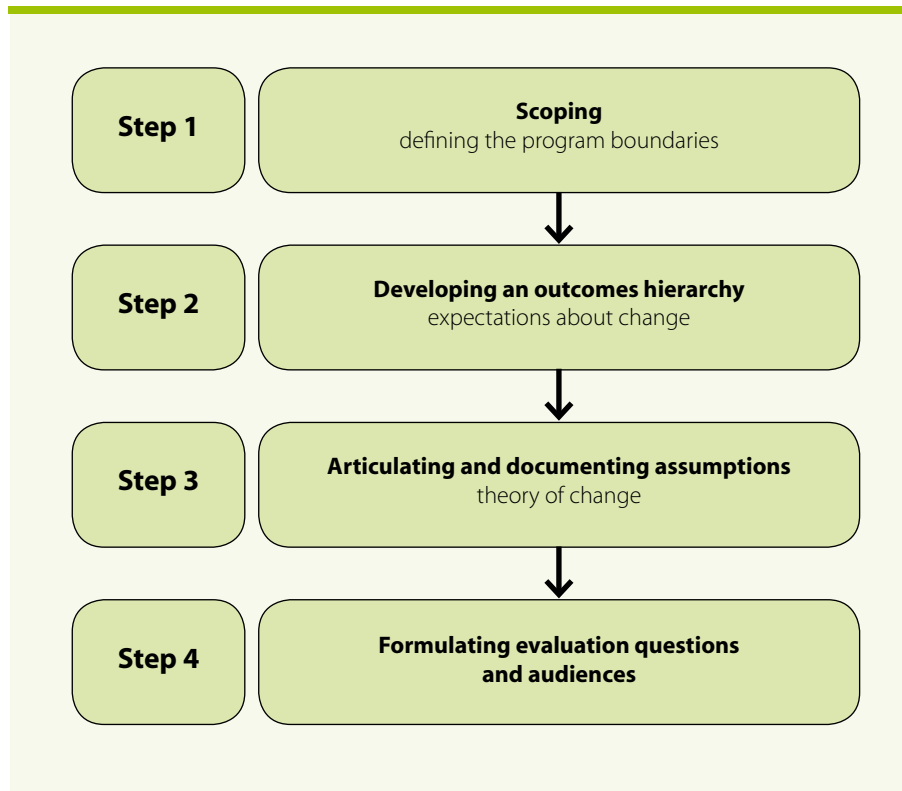 Step 1
Scoping
defining the program boundaries
Step 2
Developing an outcomes hierarchy
expectations about change
Step 3
Articulating and documenting assumptions
theory of change
Step 4
Formulating evaluation questions
and audiences